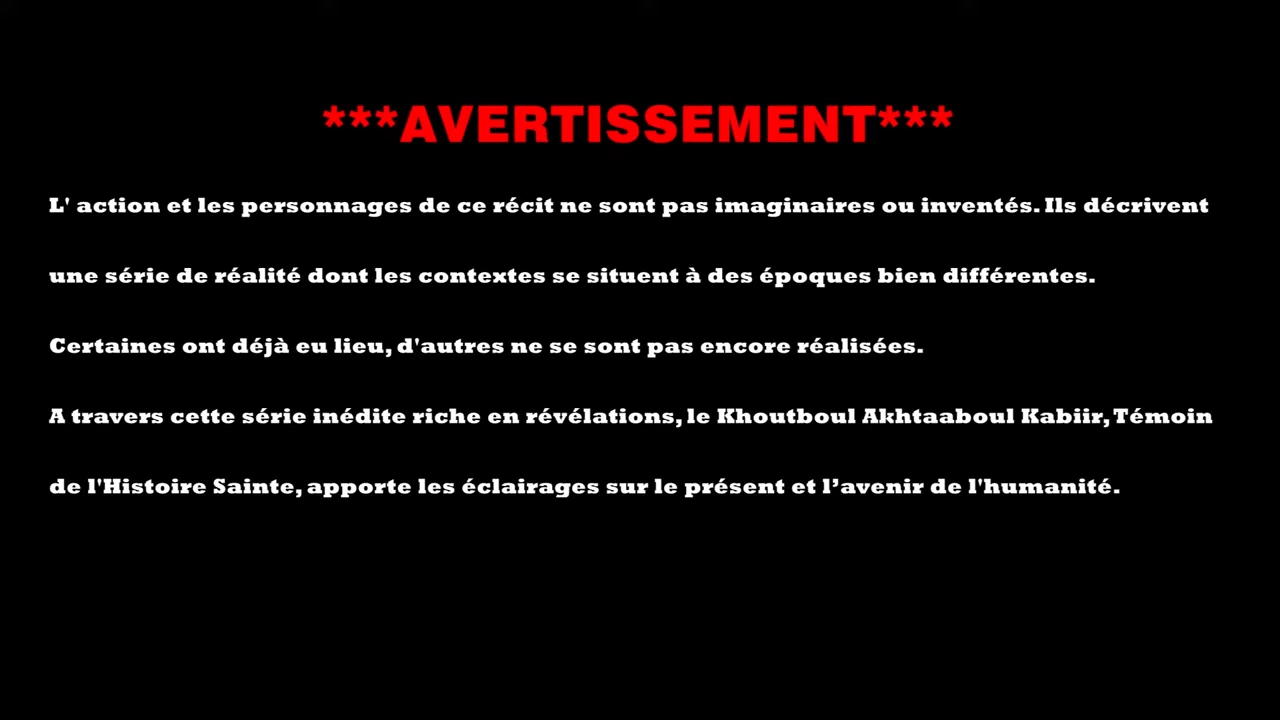 ***AVERTISSEMENT***
L' action et les personnages de ce récit ne sont pas imaginaires ou inventés. Ils décrivent
une série de réalité dont les contextes se situent à des époques bien différentes.
Certaines ont déjà eu lieu, d'autres ne se sont pas encore réalisées.
A travers cette série inédite riche en révélations, le Khoutboul Akhtaaboul Kabiir, Témoin
de l'Histoire Sainte, apporte les éclairages sur le présent et l’avenir de l'humanité.